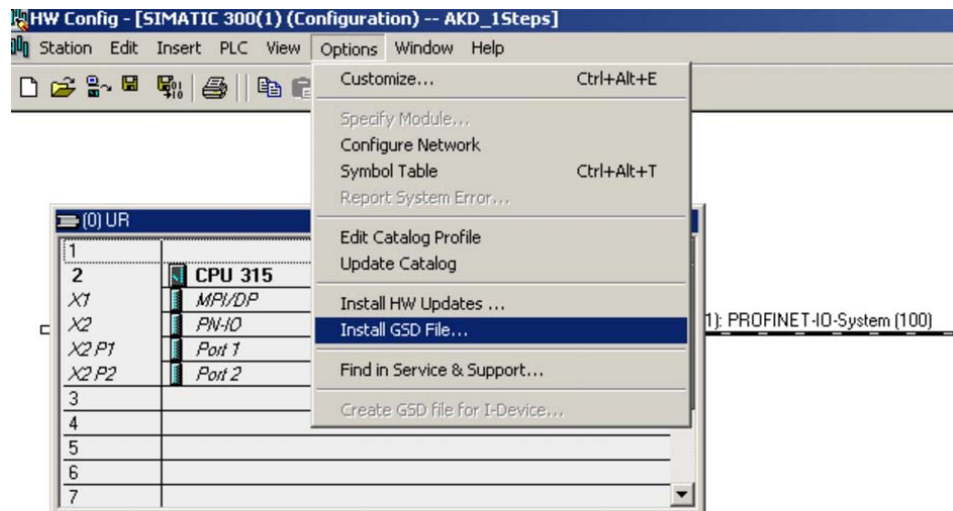 HW Config - [SIMATIC 300(1) (Configuration) -- AKD_1Steps]
Station Edit Insert PLC View Options Window Help
Customize... Ctrl+Alt+E
Specify Module...
Configure Network
Symbol Table Ctrl+Alt+T
Report System Error...
Edit Catalog Profile
Update Catalog
Install HW Updates ...
Install GSD File...
Find in Service & Support...
Create GSD file for I-Device...
(0) UR
1
2 CPU 315
X1 MPI/DP
X2 PN-IO
X2 P1 Port 1
X2 P2 Port 2
3
4
5
6
7
1): PROFINET-IO-System (100)